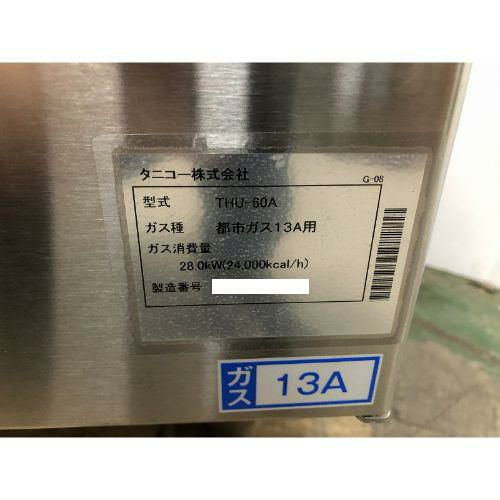 タニコー株式会社
G-08
型式 THU-60A
ガス種 都市ガス13A用
ガス消費量
28.0kW(24,000kcal/h)
製造番号
ガス 13A